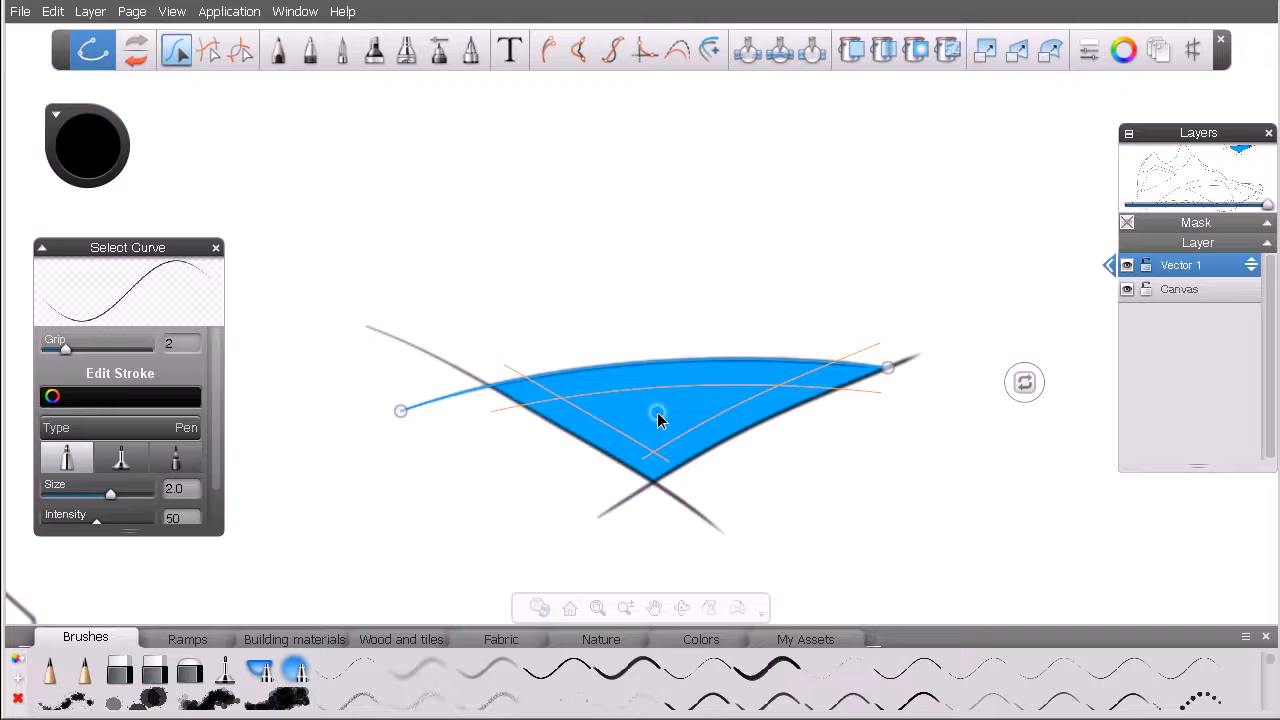 File Edit Layer Page View Application Window Help
T
Layers
Mask
Layer
Vector 1
Canvas
Select Curve
Grip 2
Edit Stroke
Type Pen
Size 2.0
Intensity 50
Brushes Ramps Building materials Wood and tiles Fabric Nature Colors My Assets